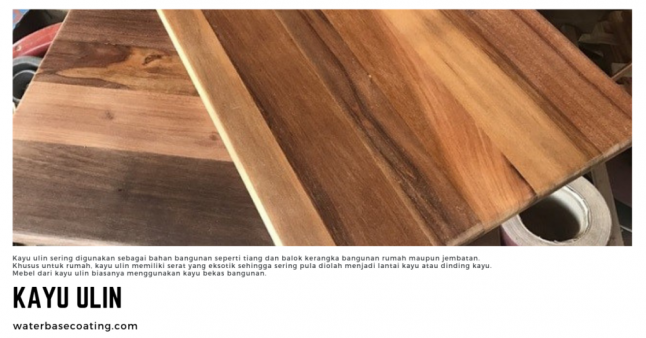 Kayu ulin sering digunakan sebagai bahan bangunan seperti tiang dan balok kerangka bangunan rumah maupun jembatan.
Khusus untuk rumah, kayu ulin memiliki serat yang eksotik sehingga sering pula diolah menjadi lantai kayu atau dinding kayu.
Mebel dari kayu ulin biasanya menggunakan kayu bekas bangunan.
KAYU ULIN
waterbasecoating.com